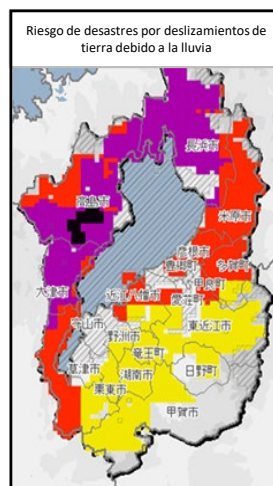 Riesgo de desastres por deslizamientos de
tierra debido a la lluvia
長浜市
高島市
米原市
彦根市
豊郷町
多賀町
甲良町
大津市
近江八幡市
愛荘町
守山市
東近江市
野洲市
草津市
竜王町
湖南市
日野町
栗東市
甲賀市